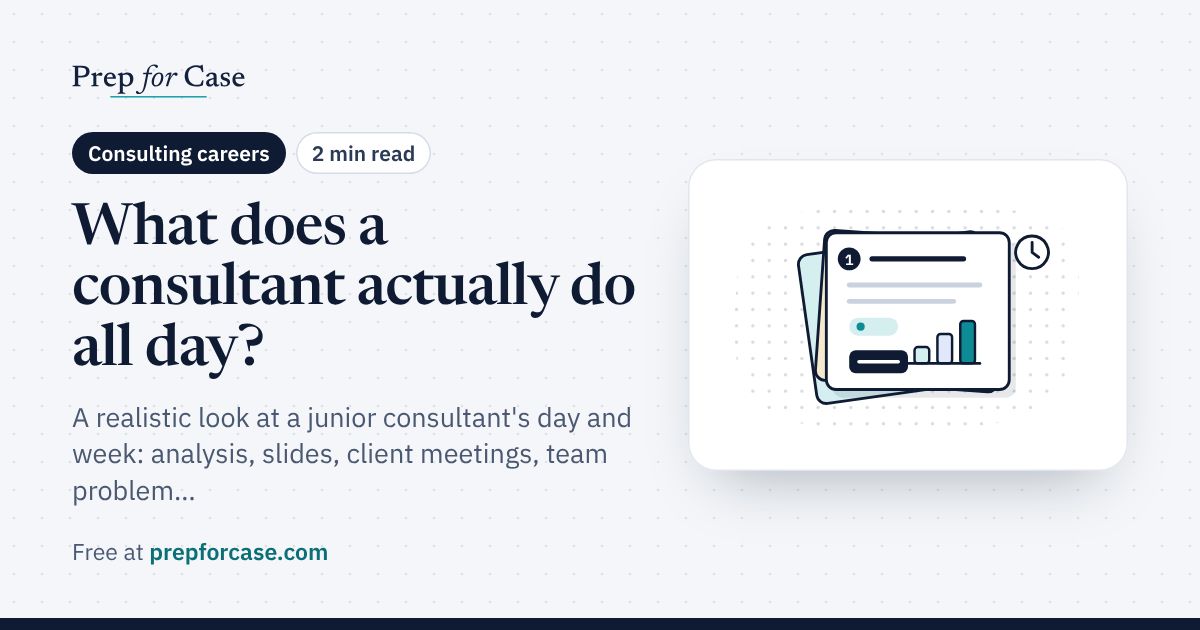 Prep for Case
Consulting careers
2 min read
What does a
consultant actually do
all day?
A realistic look at a junior consultant's day and
week: analysis, slides, client meetings, team
problem...
Free at prepforcase.com
1